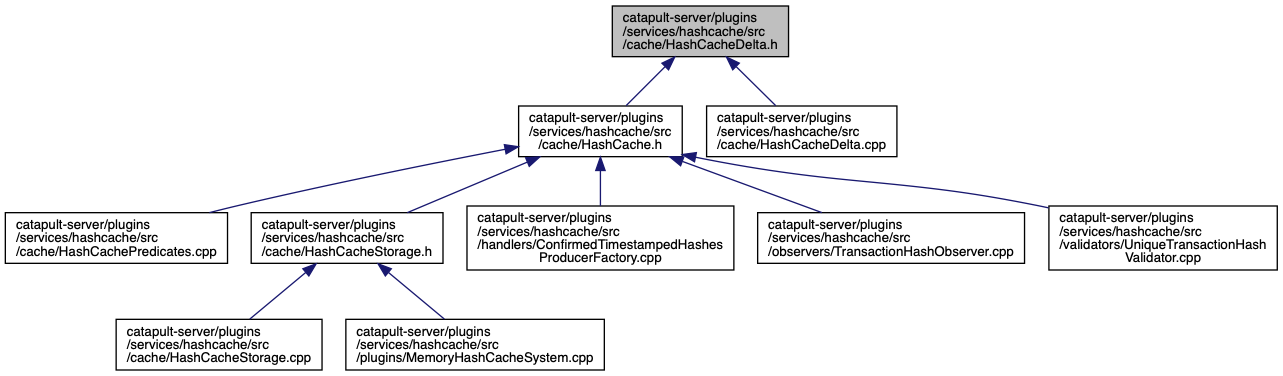 catapult-server/plugins
/services/hashcache/src
/cache/HashCacheDelta.h
catapult-server/plugins
/services/hashcache/src
/cache/HashCache.h
catapult-server/plugins
/services/hashcache/src
/cache/HashCacheDelta.cpp
catapult-server/plugins
/services/hashcache/src
/cache/HashCachePredicates.cpp
catapult-server/plugins
/services/hashcache/src
/cache/HashCacheStorage.h
catapult-server/plugins
/services/hashcache/src
/handlers/ConfirmedTimestampedHashes
ProducerFactory.cpp
catapult-server/plugins
/services/hashcache/src
/observers/TransactionHashObserver.cpp
catapult-server/plugins
/services/hashcache/src
/validators/UniqueTransactionHash
Validator.cpp
catapult-server/plugins
/services/hashcache/src
/cache/HashCacheStorage.cpp
catapult-server/plugins
/services/hashcache/src
/plugins/MemoryHashCacheSystem.cpp